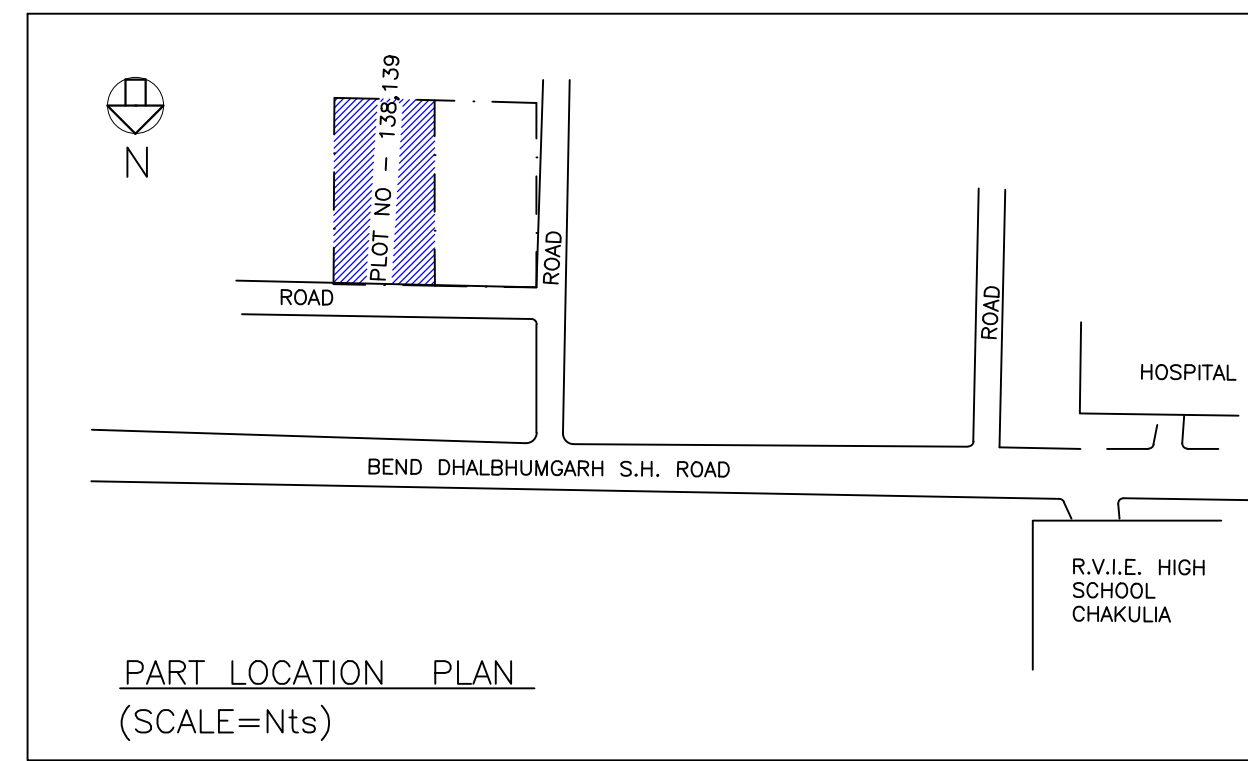 PLOT NO - 138,139
N
ROAD
ROAD
ROAD
HOSPITAL
BEND DHALBHUMGARH S.H. ROAD
R.V.I.E. HIGH
SCHOOL
CHAKULIA
PART LOCATION PLAN
(SCALE=Nts)